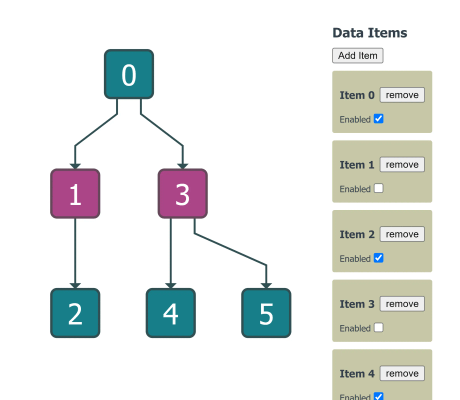 0
1
3
2
4
5
Data Items
Add Item
Item 0 remove
Enabled
Item 1 remove
Enabled
Item 2 remove
Enabled
Item 3 remove
Enabled
Item 4 remove
Enabled